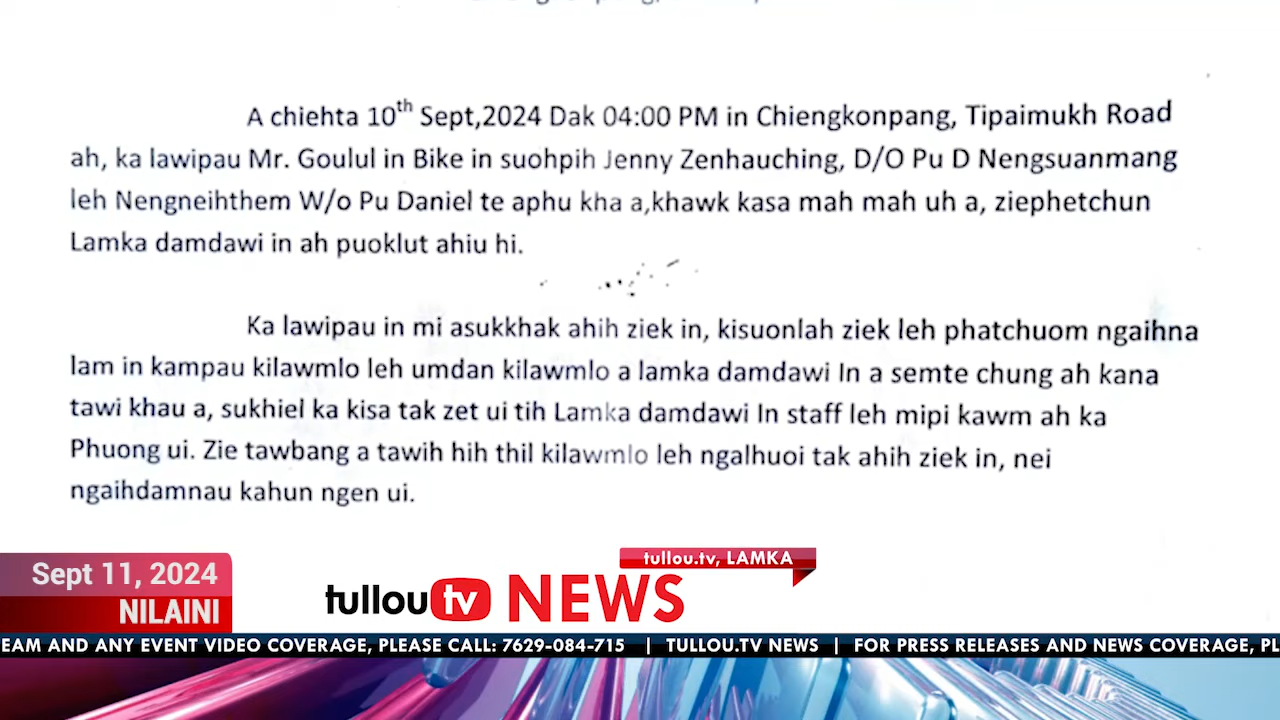 A chiehta 10th Sept,2024 Dak 04:00 PM in Chiengkonpang, Tipaimukh Road
ah, ka lawipau Mr. Goulul in Bike in suohpih Jenny Zenhauching, D/O Pu D Nengsuanmang
leh Nengneihthem W/o Pu Daniel te aphu kha a,khawk kasa mah mah uh a, ziephetchun
Lamka damdawi in ah puoklut ahiu hi.
Ka lawipau in mi asukkhak ahih ziek in, kisuonlah ziek leh phatchuom ngaihna
lam in kampau kilawmlo leh umdan kilawmlo a lamka damdawi In a semte chung ah kana
tawi khau a, sukhiel ka kisa tak zet ui tih Lamka damdawi In staff leh mipi kawm ah ka
Phuong ui. Zie tawbang a tawih hih thil kilawmlo leh ngalhuoi tak ahih ziek in, nei
ngaihdamnau kahun ngen ui.
tullou.tv, LAMKA
Sept 11, 2024
NILAINI
tullou tv NEWS
EAM AND ANY EVENT VIDEO COVERAGE, PLEASE CALL: 7629-084-715 | TULLOU.TV NEWS | FOR PRESS RELEASES AND NEWS COVERAGE, PL